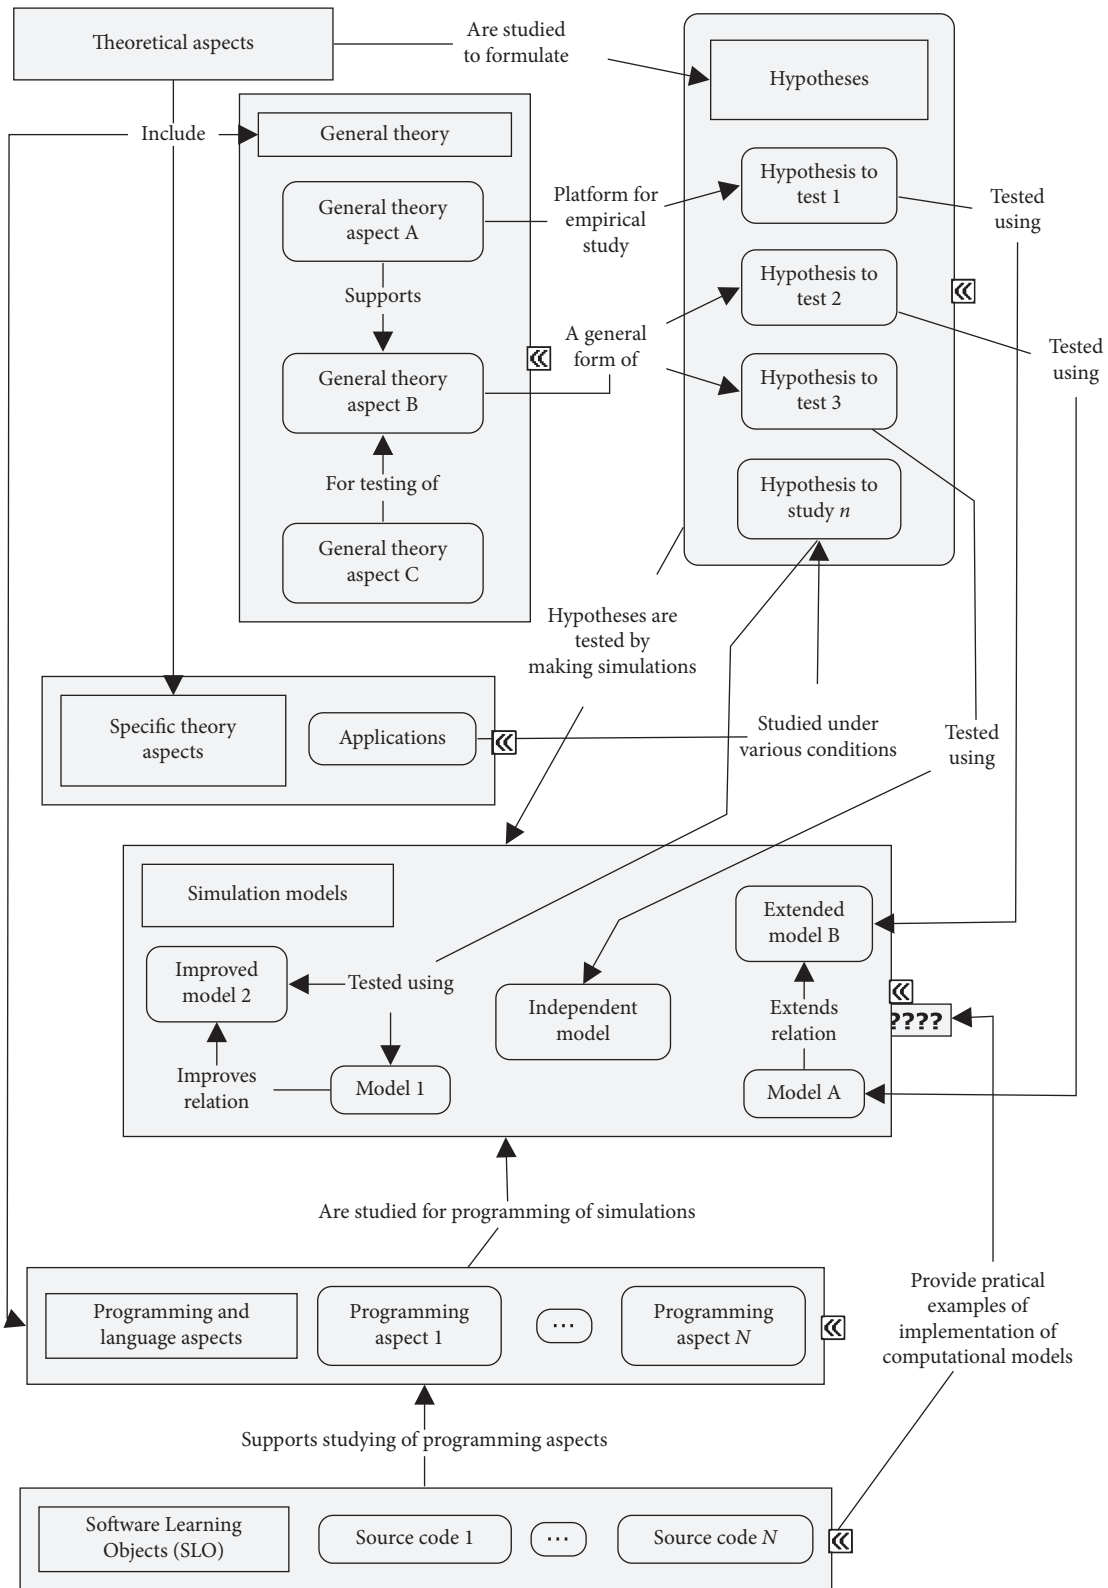 Theoretical aspects
Are studied
to formulate
Hypotheses
Include
General theory
General theory
aspect A
Platform for
empirical
study
Hypothesis to
test 1
Tested
using
Supports
Hypothesis to
test 2
A general
form of
Tested
using
General theory
aspect B
Hypothesis to
test 3
For testing of
Hypothesis to
study n
General theory
aspect C
Hypotheses are
tested by
making simulations
Specific theory
aspects
Applications
Studied under
various conditions
Tested
using
Simulation models
Extended
model B
Improved
model 2
Tested using
Independent
model
Extends
relation
????
Improves
relation
Model 1
Model A
Are studied for programming of simulations
Programming and
language aspects
Programming
aspect 1
...
Programming
aspect N
Provide pratical
examples of
implementation of
computational models
Supports studying of programming aspects
Software Learning
Objects (SLO)
Source code 1
...
Source code N